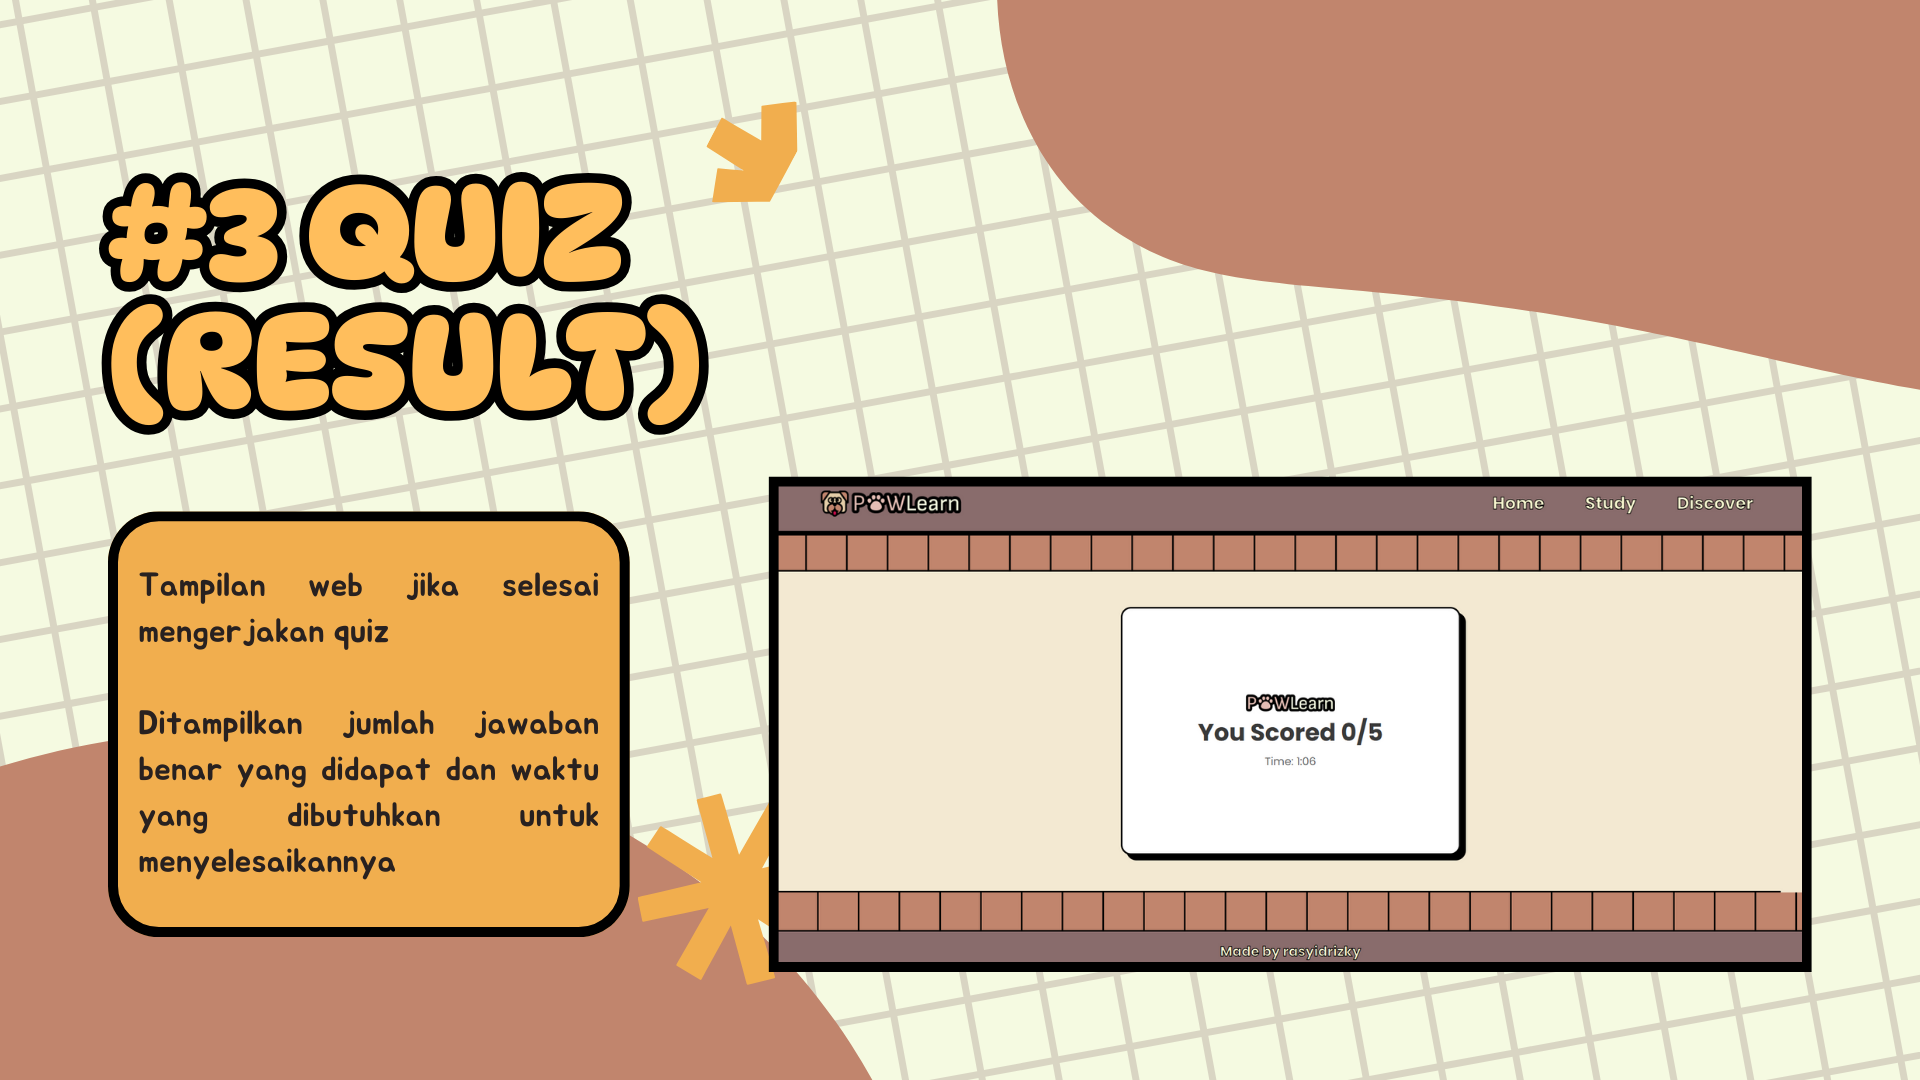 #3 QUIZ
(RESULT)
Tampilan web jika selesai
mengerjakan quiz
Ditampilkan jumlah jawaban
benar yang didapat dan waktu
yang dibutuhkan untuk
menyelesaikannya
PAWLearn
Home Study Discover
PAWLearn
You Scored 0/5
Time: 1:06
Made by rasyidrizky